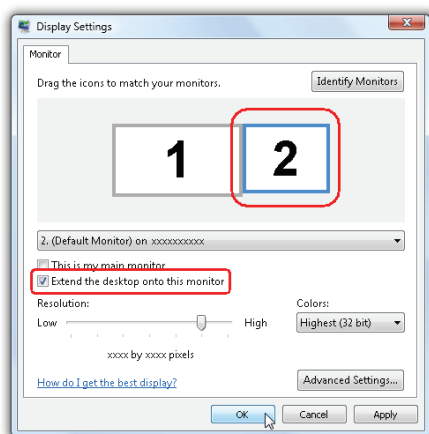 Display Settings
Monitor
Drag the icons to match your monitors.
Identify Monitors
1 2
2. (Default Monitor) on xxxxxxxxxx
This is my main monitor
Extend the desktop onto this monitor
Resolution:
Colors:
Low High
Highest (32 bit)
xxxx by xxxx pixels
How do I get the best display?
Advanced Settings...
OK Cancel Apply